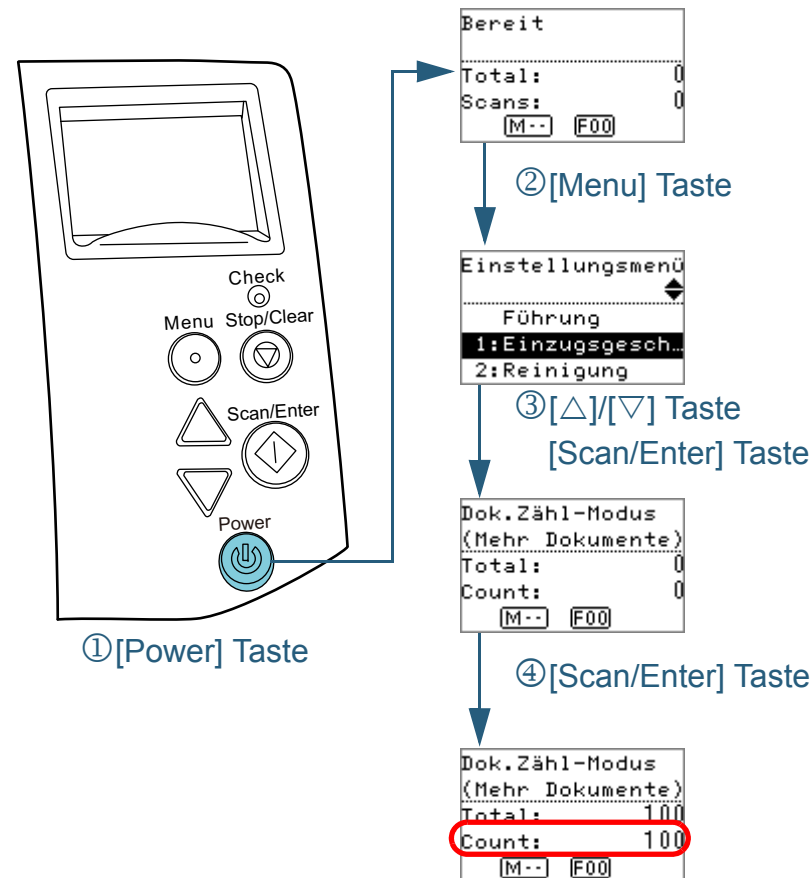 Check
Menu Stop/Clear
Scan/Enter
Power
①[Power] Taste
Bereit
Total: 0
Scans: 0
M-- F00
②[Menu] Taste
Einstellungsmenü
Führung
1:Einzugsgesch…
2:Reinigung
③[△]/[▽] Taste
[Scan/Enter] Taste
Dok.Zähl-Modus
(Mehr Dokumente)
Total: 0
Count: 0
M-- F00
④[Scan/Enter] Taste
Dok.Zähl-Modus
(Mehr Dokumente)
Total: 100
Count: 100
M-- F00